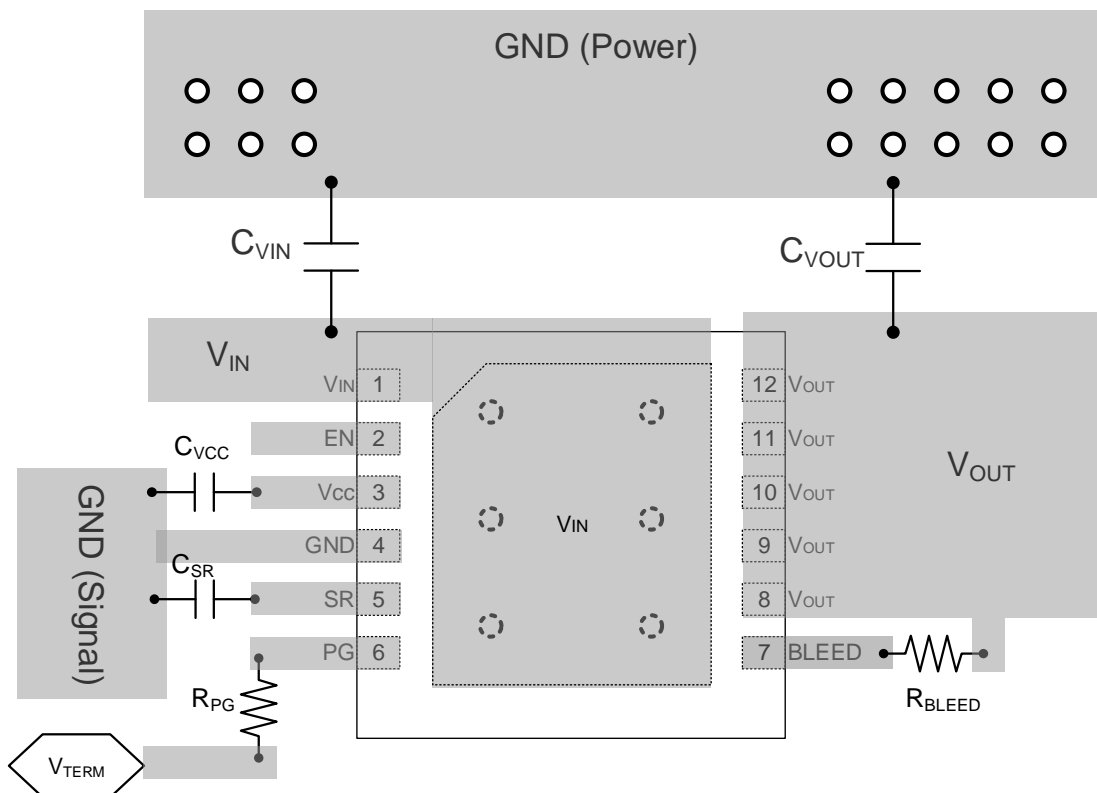 GND (Power)
CVIN
CVOUT
VIN
VIN 1
12 VOUT
EN 2
11 VOUT
CVCC
VOUT
Vcc 3
10 VOUT
VIN
GND (Signal)
GND 4
9 VOUT
CSR
SR 5
8 VOUT
PG 6
7 BLEED
RPG
RBLEED
VTERM